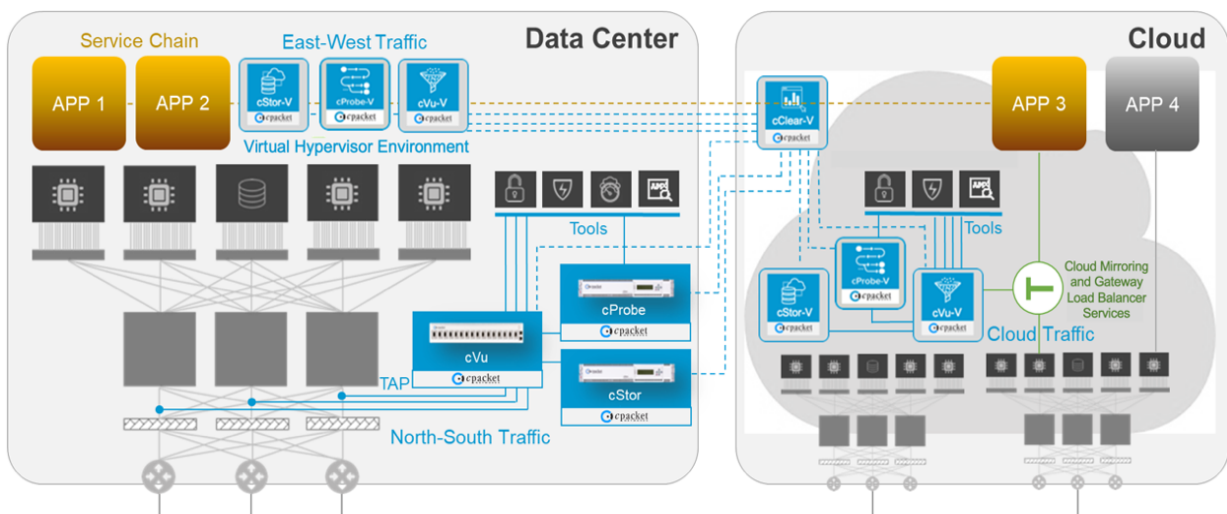 Data Center
Service Chain
East-West Traffic
APP 1
APP 2
cStor-V
cpacket
cProbe-V
cpacket
cVu-V
cpacket
Virtual Hypervisor Environment
Tools
cProbe
cpacket
cVu
cpacket
cStor
cpacket
TAP
North-South Traffic
Cloud
cClear-V
cpacket
APP 3
APP 4
Tools
cProbe-V
cpacket
cStor-V
cpacket
cVu-V
cpacket
Cloud Mirroring
and Gateway
Load Balancer
Services
Cloud Traffic